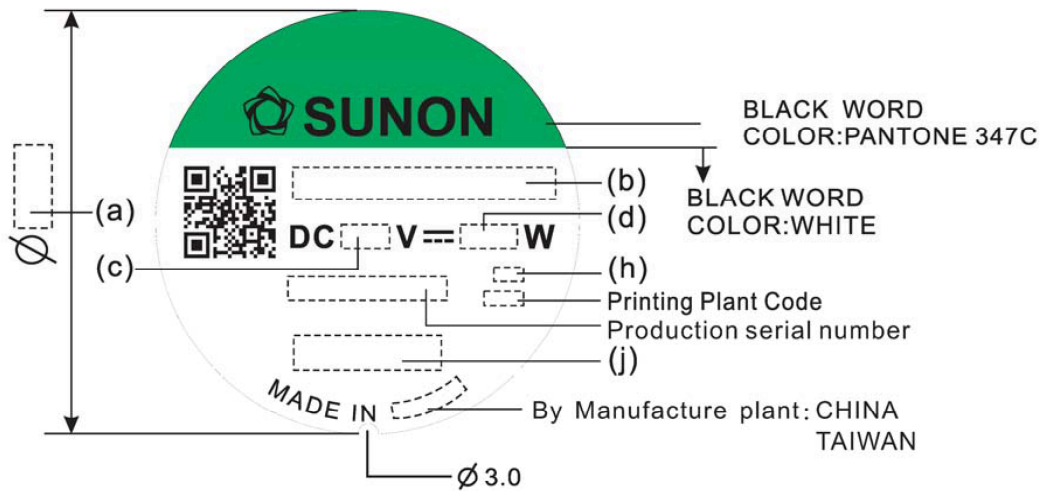 SUNON
BLACK WORD
COLOR:PANTONE 347C
(b)
BLACK WORD
COLOR:WHITE
(a)
Ø
(d)
DC V W
(c)
(h)
Printing Plant Code
Production serial number
(j)
MADE IN
By Manufacture plant: CHINA
TAIWAN
Ø 3.0